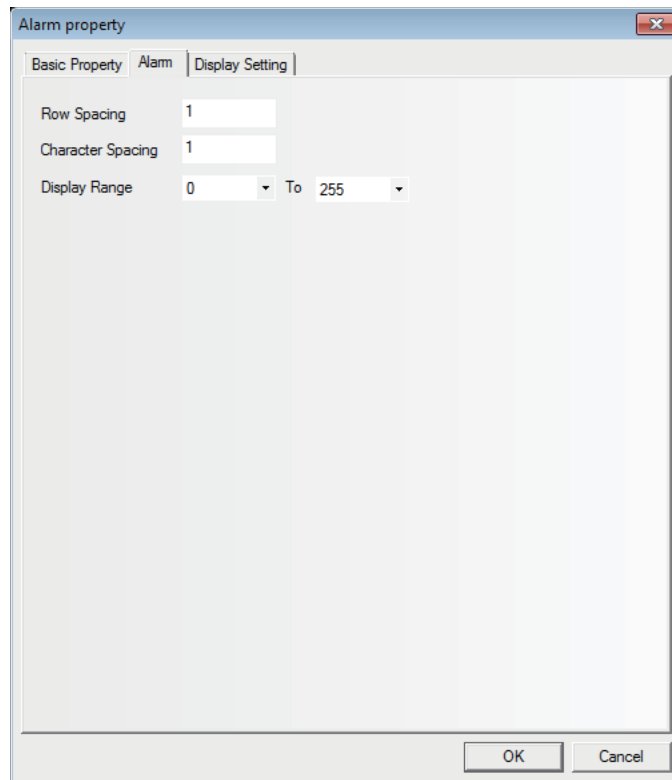 Alarm property
Basic Property Alarm Display Setting
Row Spacing 1
Character Spacing 1
Display Range 0 To 255
OK Cancel